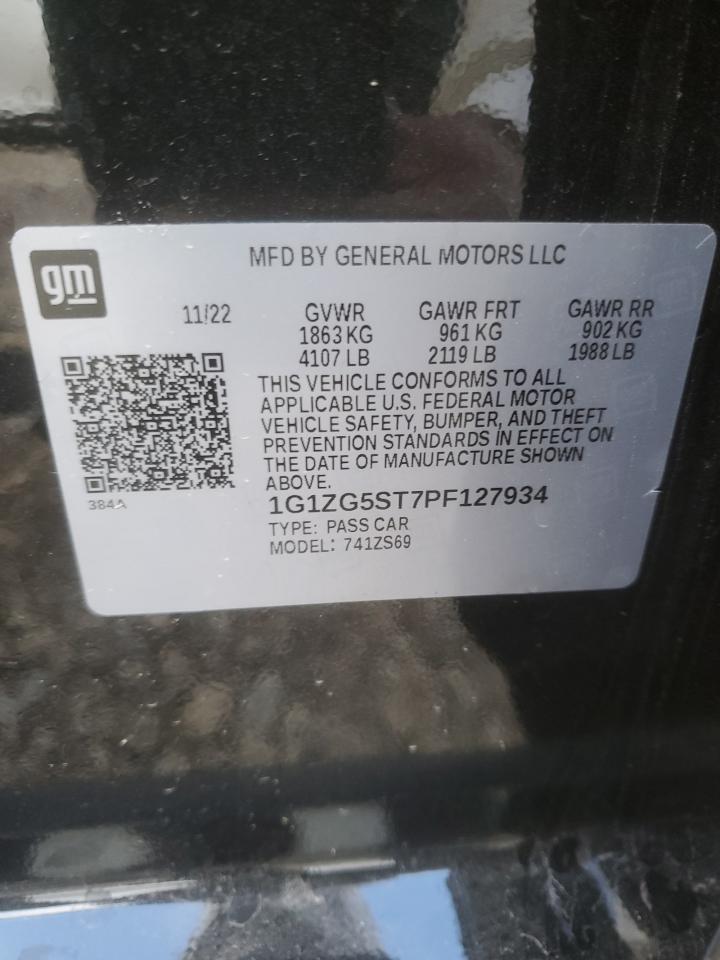 gm
MFD BY GENERAL MOTORS LLC
11/22 GVWR GAWR FRT GAWR RR
1863 KG 961 KG 902 KG
4107 LB 2119 LB 1988 LB
THIS VEHICLE CONFORMS TO ALL
APPLICABLE U.S. FEDERAL MOTOR
VEHICLE SAFETY, BUMPER, AND THEFT
PREVENTION STANDARDS IN EFFECT ON
THE DATE OF MANUFACTURE SHOWN
ABOVE.
384A
1G1ZG5ST7PF127934
TYPE: PASS CAR
MODEL: 741ZS69